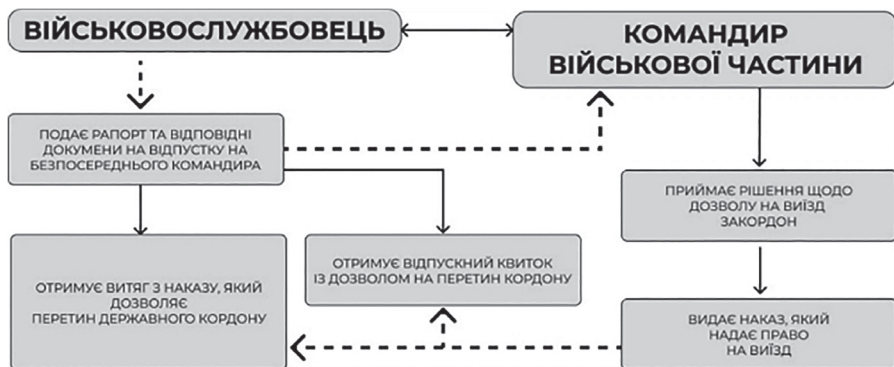 ВІЙСЬКОВОСЛУЖБОВЕЦЬ
КОМАНДИР
ВІЙСЬКОВОЇ ЧАСТИНИ
ПОДАЄ РАПОРТ ТА ВІДПОВІДНІ
ДОКУМЕНИ НА ВІДПУСТКУ НА
БЕЗПОСЕРЕДНЬОГО КОМАНДИРА
ПРИЙМАЄ РІШЕННЯ ЩОДО
ДОЗВОЛУ НА ВИЇЗД
ЗАКОРДОН
ОТРИМУЄ ВИТЯГ З НАКАЗУ, ЯКИЙ
ДОЗВОЛЯЄ
ПЕРЕТИН ДЕРЖАВНОГО КОРДОНУ
ОТРИМУЄ ВІДПУСКНИЙ КВИТОК
ІЗ ДОЗВОЛОМ НА ПЕРЕТИН КОРДОНУ
ВИДАЄ НАКАЗ, ЯКИЙ
НАДАЄ ПРАВО
НА ВИЇЗД